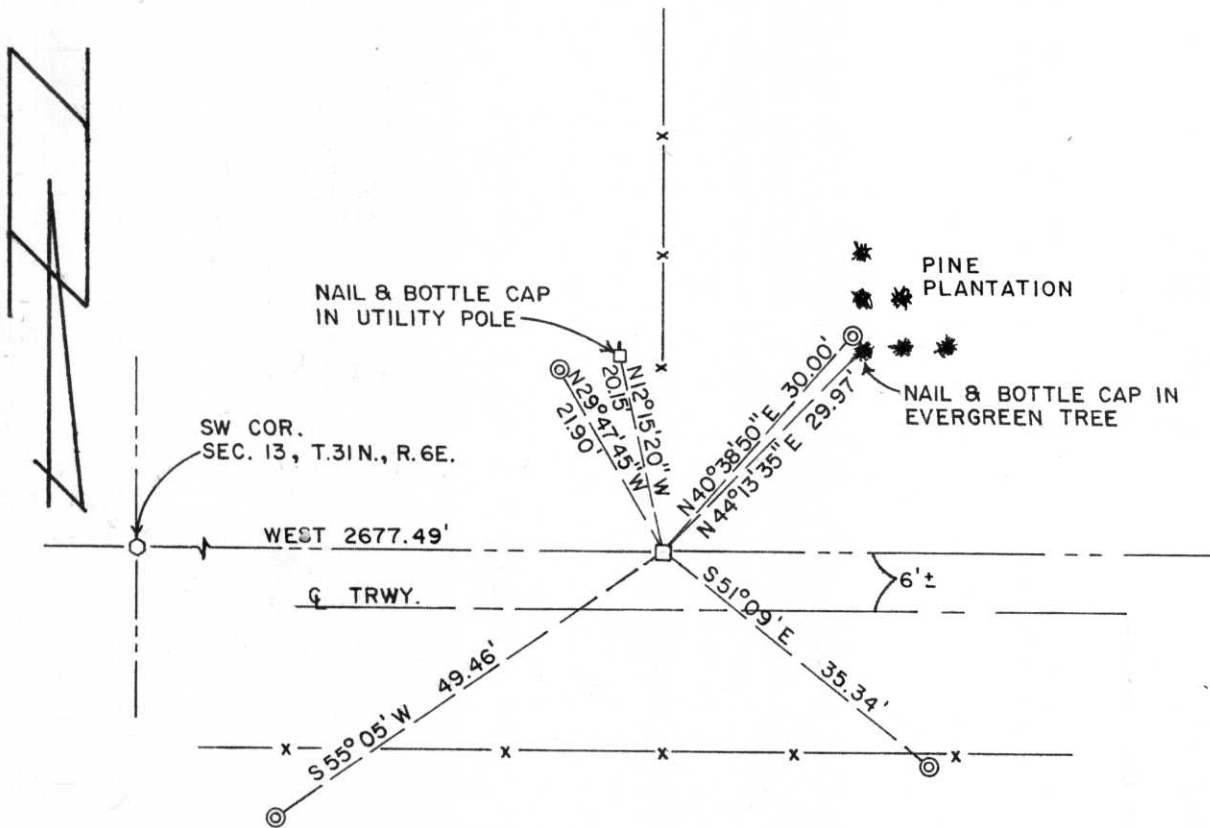 PINE
PLANTATION
NAIL & BOTTLE CAP
IN UTILITY POLE
NAIL & BOTTLE CAP IN
EVERGREEN TREE
SW COR.
SEC. 13, T.31N., R.6E.
N29°47'45"W
21.90'
N12°15'20"W
20.15'
N40°38'50"E 30.00'
N44°13'35"E 29.97'
WEST 2677.49'
6'±
℄ TRWY.
S51°09'E 35.34'
S55°05'W 49.46'